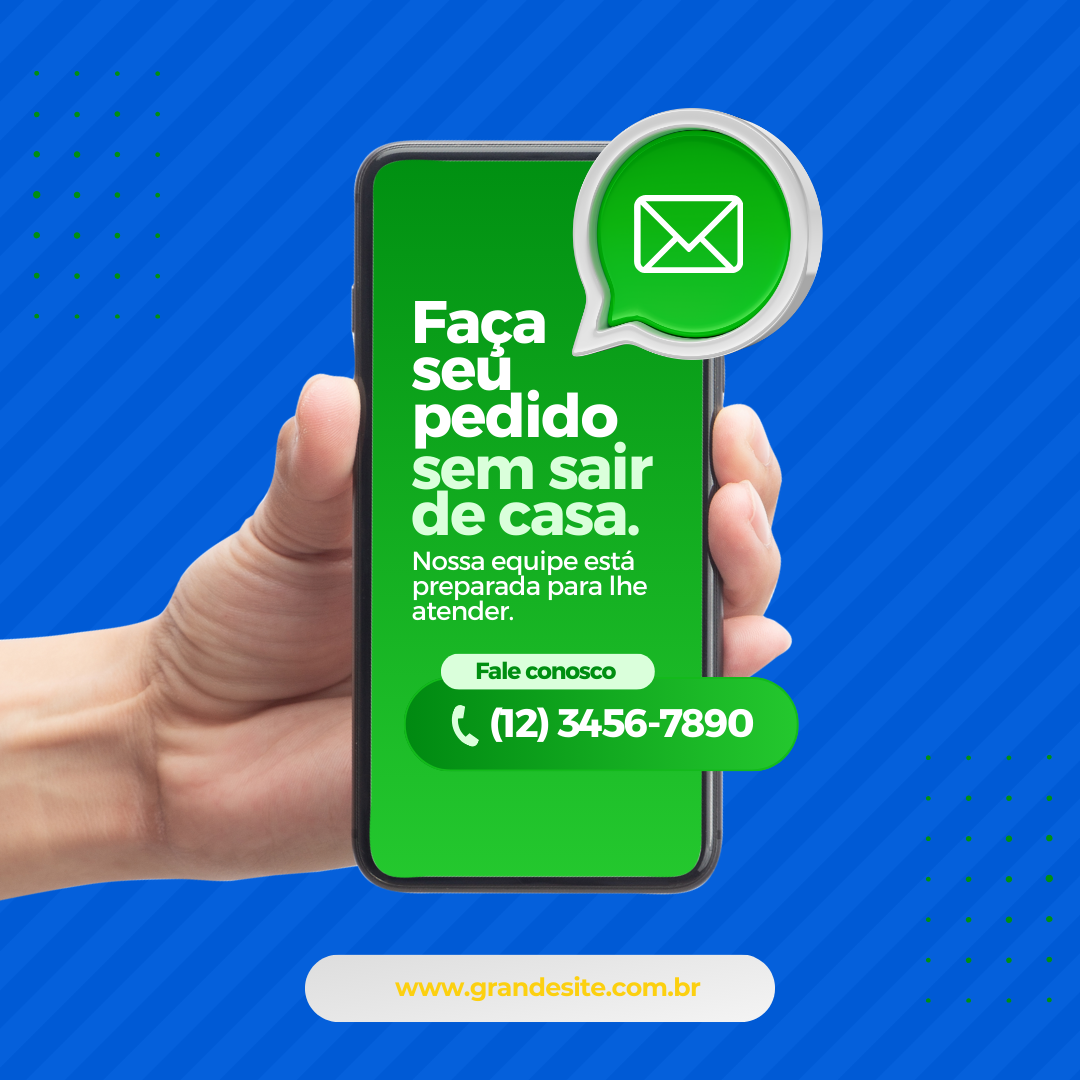 Faça
seu
pedido
sem sair
de casa.
Nossa equipe está
preparada para lhe
atender.
Fale conosco
(12) 3456-7890
www.grandesite.com.br